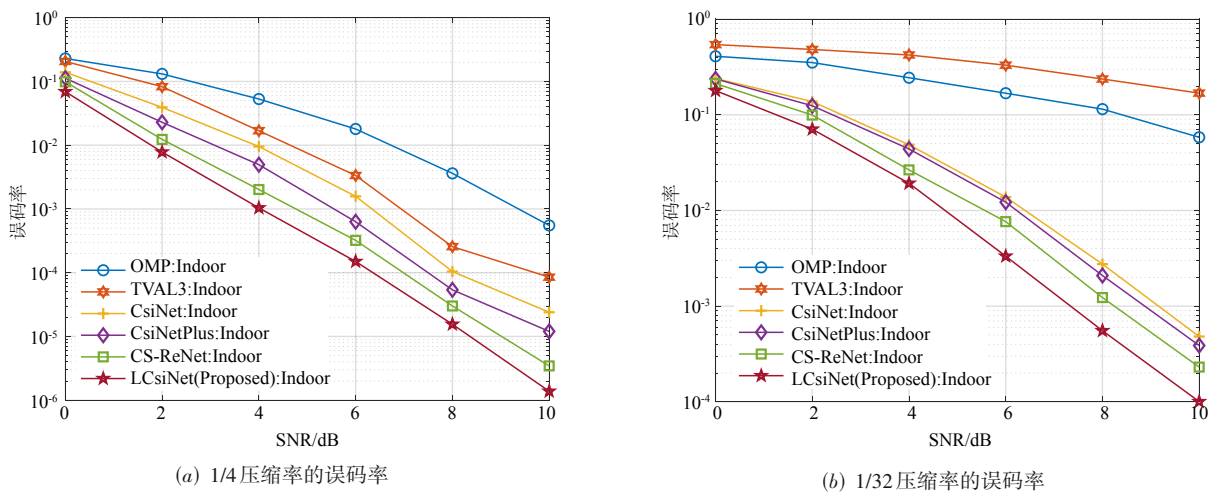 10^0
10^-1
10^-2
10^-3
10^-4
10^-5
10^-6
误码率
OMP:Indoor
TVAL3:Indoor
CsiNet:Indoor
CsiNetPlus:Indoor
CS-ReNet:Indoor
LCsiNet(Proposed):Indoor
0 2 4 6 8 10
SNR/dB
(a) 1/4压缩率的误码率
10^0
10^-1
10^-2
10^-3
10^-4
误码率
OMP:Indoor
TVAL3:Indoor
CsiNet:Indoor
CsiNetPlus:Indoor
CS-ReNet:Indoor
LCsiNet(Proposed):Indoor
0 2 4 6 8 10
SNR/dB
(b) 1/32压缩率的误码率